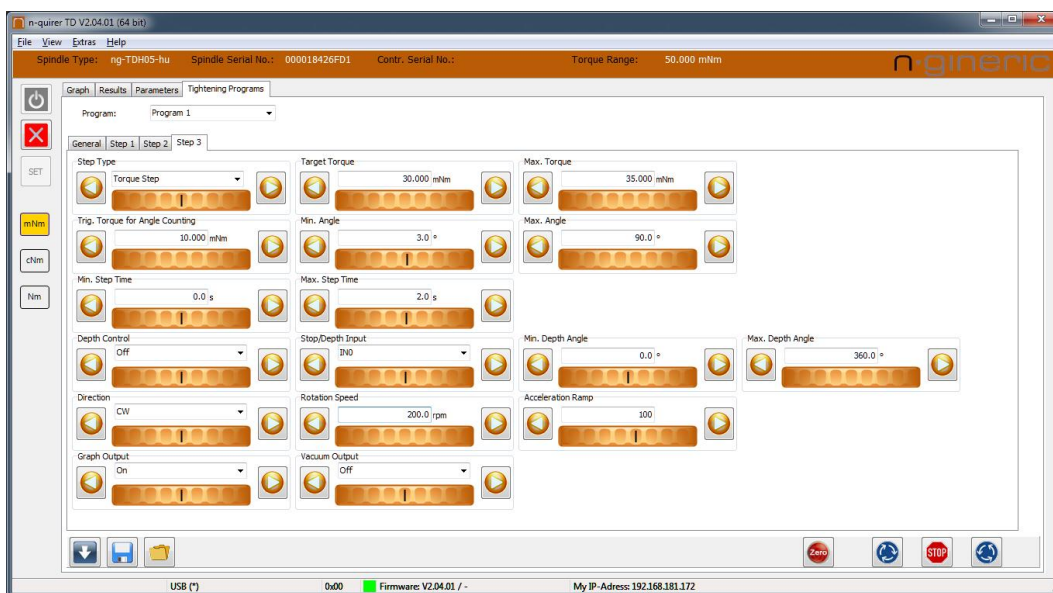 n-quirer TD V2.04.01 (64 bit)
File View Extras Help
Spindle Type: ng-TDH05-hu Spindle Serial No.: 000018426FD1 Contr. Serial No.: Torque Range: 50.000 mNm
n-gineric
Graph Results Parameters Tightening Programs
Program: Program 1
General Step 1 Step 2 Step 3
SET
mNm
cNm
Nm
Step Type Target Torque Max. Torque
Torque Step 30.000 mNm 35.000 mNm
Trig. Torque for Angle Counting Min. Angle Max. Angle
10.000 mNm 3.0 ° 90.0 °
Min. Step Time Max. Step Time
0.0 s 2.0 s
Depth Control Stop/Depth Input Min. Depth Angle Max. Depth Angle
Off IN0 0.0 ° 360.0 °
Direction Rotation Speed Acceleration Ramp
CW 200.0 rpm 100
Graph Output Vacuum Output
On Off
Zero STOP
USB (*) 0x00 Firmware: V2.04.01 / - My IP-Adress: 192.168.181.172